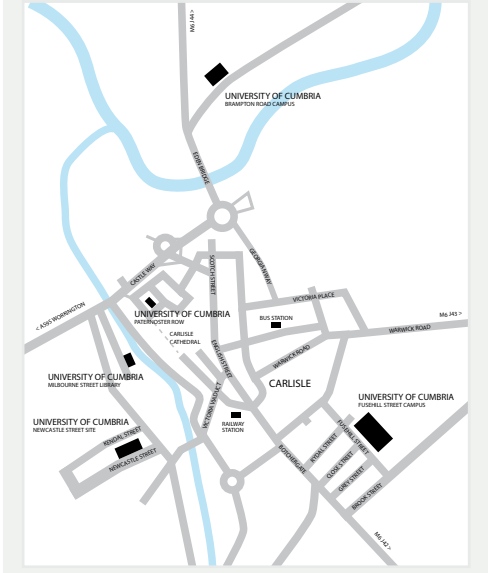 M6 J44 >
UNIVERSITY OF CUMBRIA
BRAMPTON ROAD CAMPUS
EDEN BRIDGE
CASTLE WAY
SCOTCH STREET
GEORGIAN WAY
< A595 WORRINGTON
VICTORIA PLACE
UNIVERSITY OF CUMBRIA
PATERNOSTER ROW
BUS STATION
M6 J43 >
WARWICK ROAD
CARLISLE
CATHEDRAL
ENGLISH STREET
WARWICK ROAD
UNIVERSITY OF CUMBRIA
MILBOURNE STREET LIBRARY
CARLISLE
VICTORIA VIADUCT
UNIVERSITY OF CUMBRIA
FUSEHILL STREET CAMPUS
UNIVERSITY OF CUMBRIA
NEWCASTLE STREET SITE
RAILWAY
STATION
KENDAL STREET
NEWCASTLE STREET
BOTCHERGATE
RYDAL STREET
FUSEHILL STREET
CLOSE STREET
GREY STREET
BROOK STREET
M6 J42 >